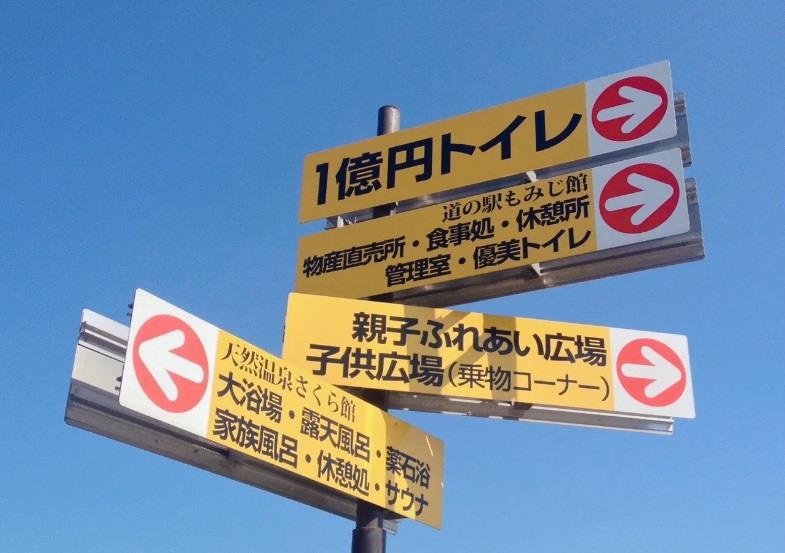 1億円トイレ
道の駅もみじ館
物産直売所・食事処・休憩所
管理室・優美トイレ
親子ふれあい広場
子供広場(乗物コーナー)
天然温泉さくら館
大浴場・露天風呂・薬石浴
家族風呂・休憩処・サウナ